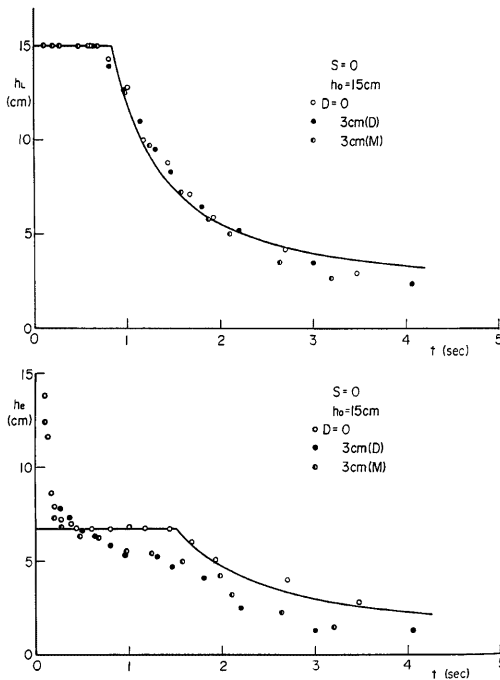 15
hL
(cm)
10
5
0
S = 0
h0 = 15cm
○ D = 0
● 3cm(D)
◐ 3cm(M)
0 1 2 3 4 5
t (sec)
15
he
(cm)
10
5
0
S = 0
h0 = 15cm
○ D = 0
● 3cm(D)
◐ 3cm(M)
0 1 2 3 4 5
t (sec)